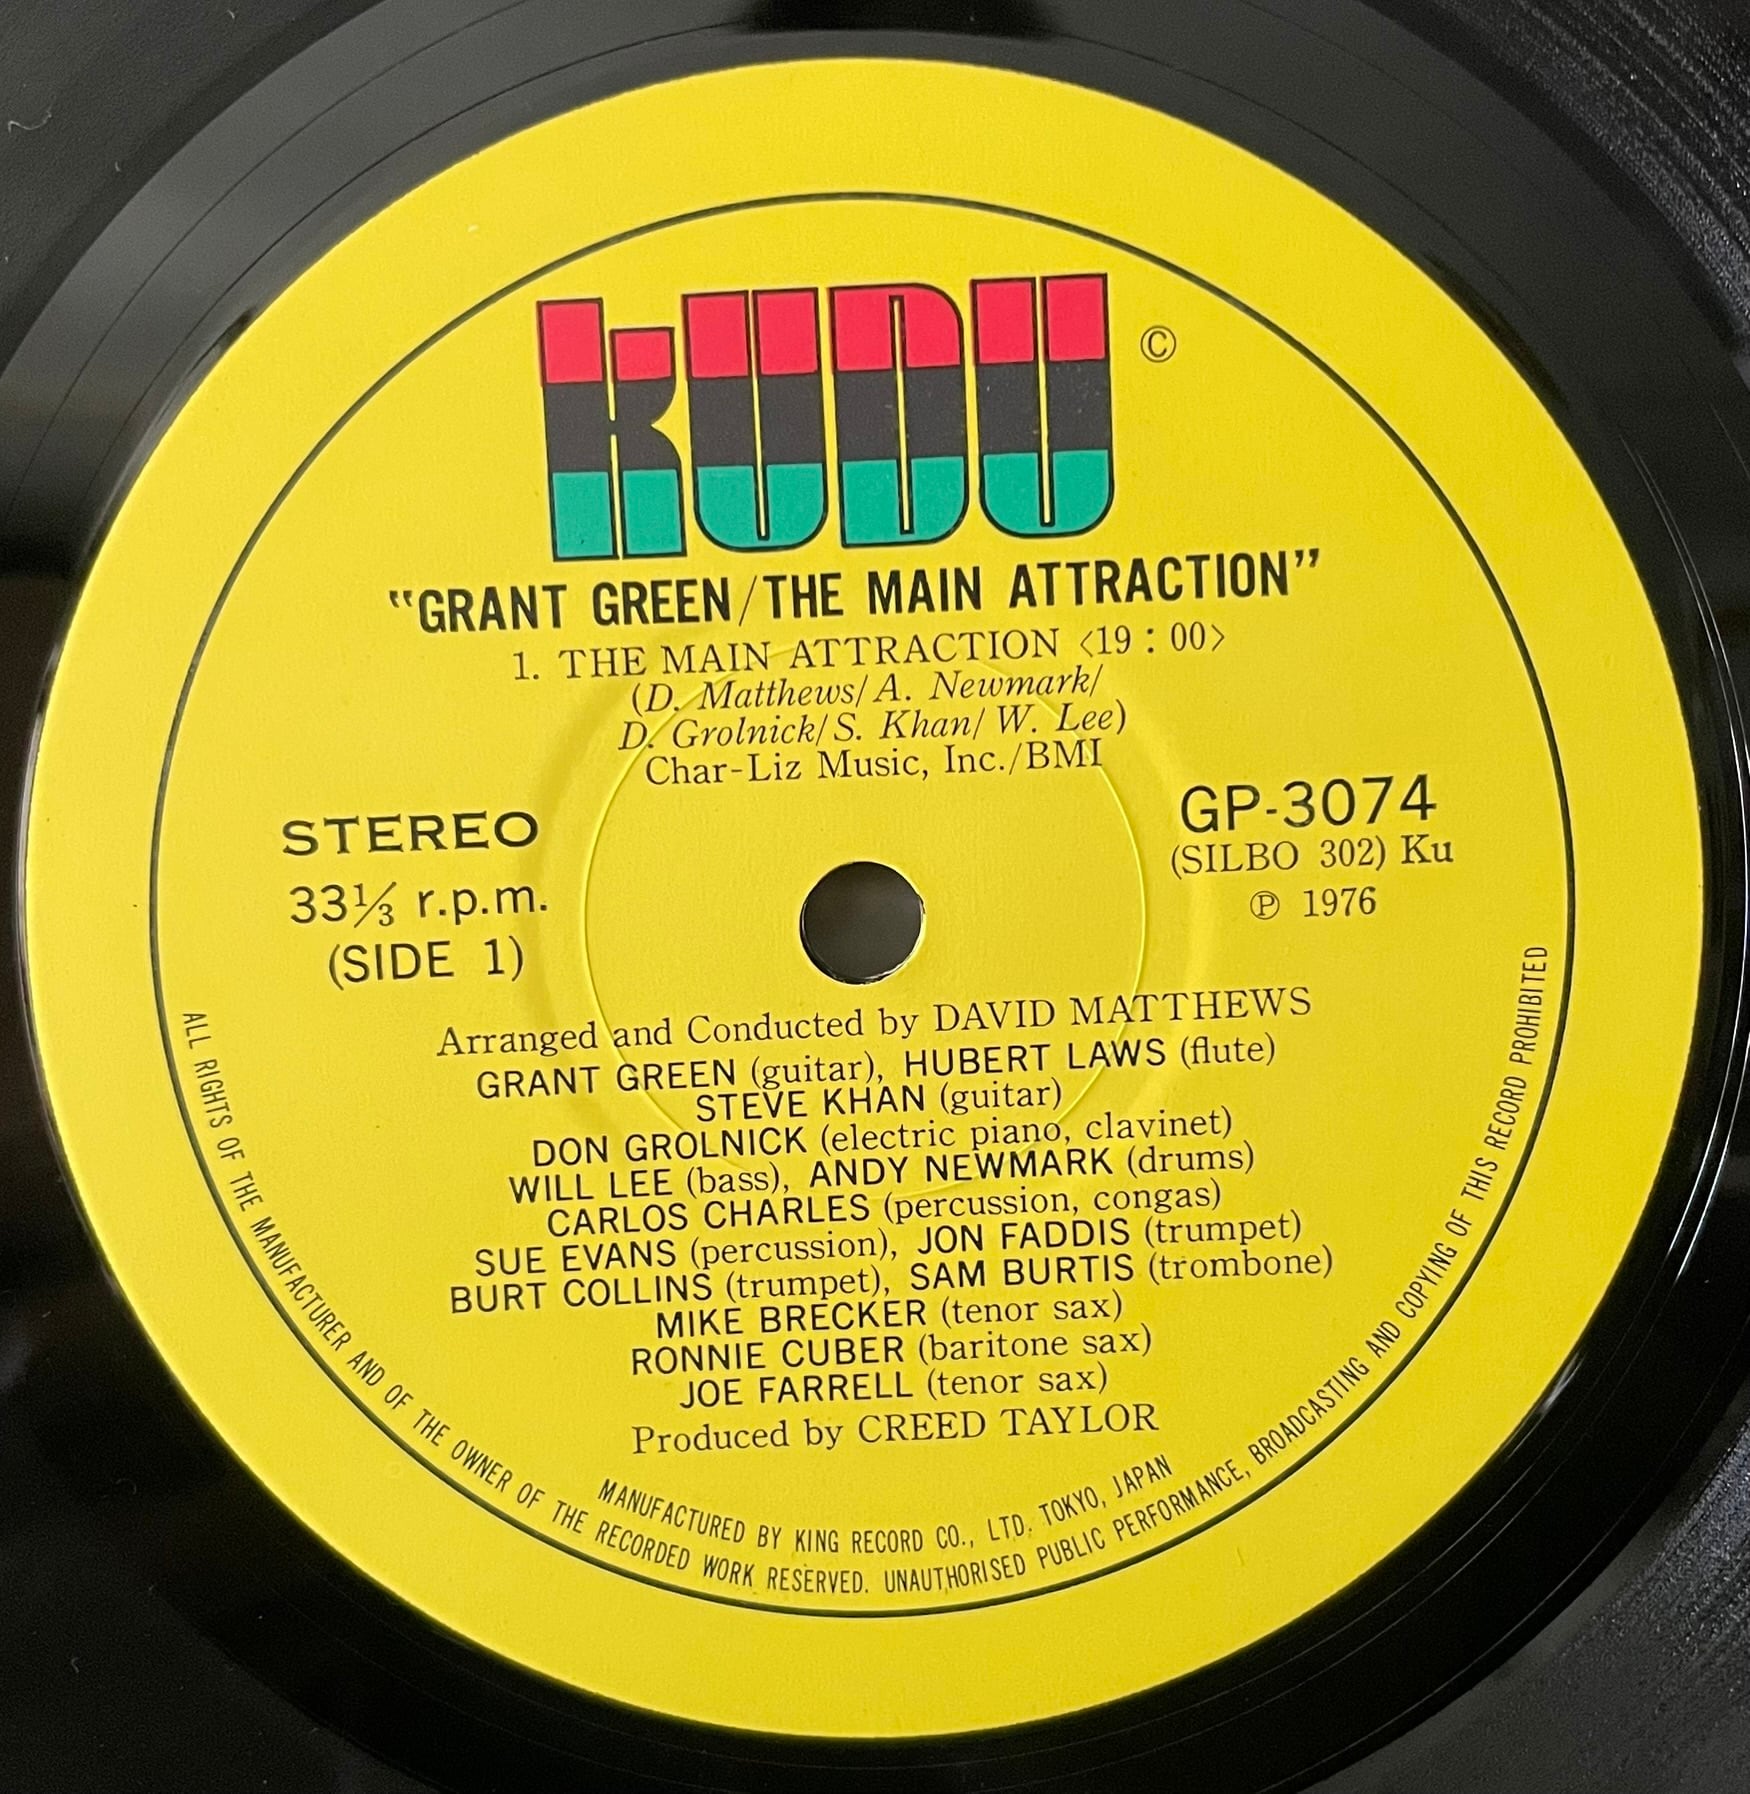 KUDU ©
"GRANT GREEN/THE MAIN ATTRACTION"
1. THE MAIN ATTRACTION 〈19 : 00〉
(D. Matthews/A. Newmark/
D. Grolnick/S. Khan/W. Lee)
Char-Liz Music, Inc./BMI
STEREO
33⅓ r.p.m.
(SIDE 1)
GP-3074
(SILBO 302) Ku
℗ 1976
Arranged and Conducted by DAVID MATTHEWS
GRANT GREEN (guitar), HUBERT LAWS (flute)
STEVE KHAN (guitar)
DON GROLNICK (electric piano, clavinet)
WILL LEE (bass), ANDY NEWMARK (drums)
CARLOS CHARLES (percussion, congas)
SUE EVANS (percussion), JON FADDIS (trumpet)
BURT COLLINS (trumpet), SAM BURTIS (trombone)
MIKE BRECKER (tenor sax)
RONNIE CUBER (baritone sax)
JOE FARRELL (tenor sax)
Produced by CREED TAYLOR
MANUFACTURED BY KING RECORD CO., LTD. TOKYO, JAPAN
ALL RIGHTS OF THE MANUFACTURER AND OF THE OWNER OF THE RECORDED WORK RESERVED. UNAUTHORISED PUBLIC PERFORMANCE, BROADCASTING AND COPYING OF THIS RECORD PROHIBITED